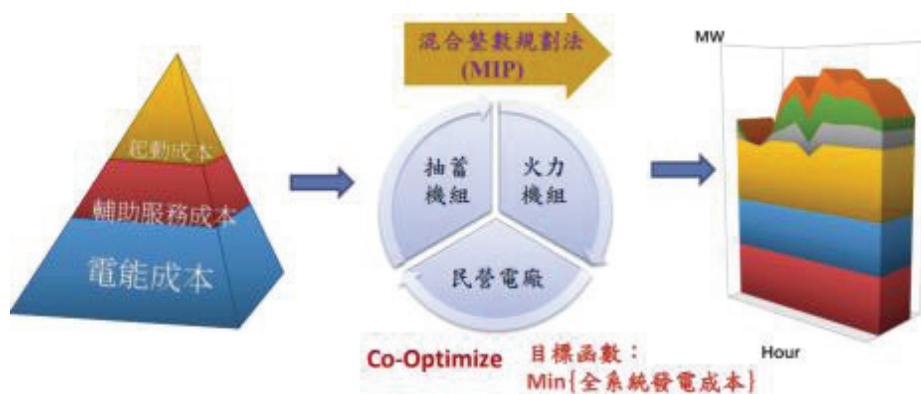 起動成本
輔助服務成本
電能成本
混合整數規劃法
(MIP)
抽蓄
機組
火力
機組
民營電廠
Co-Optimize
目標函數：
Min{全系統發電成本}
MW
Hour